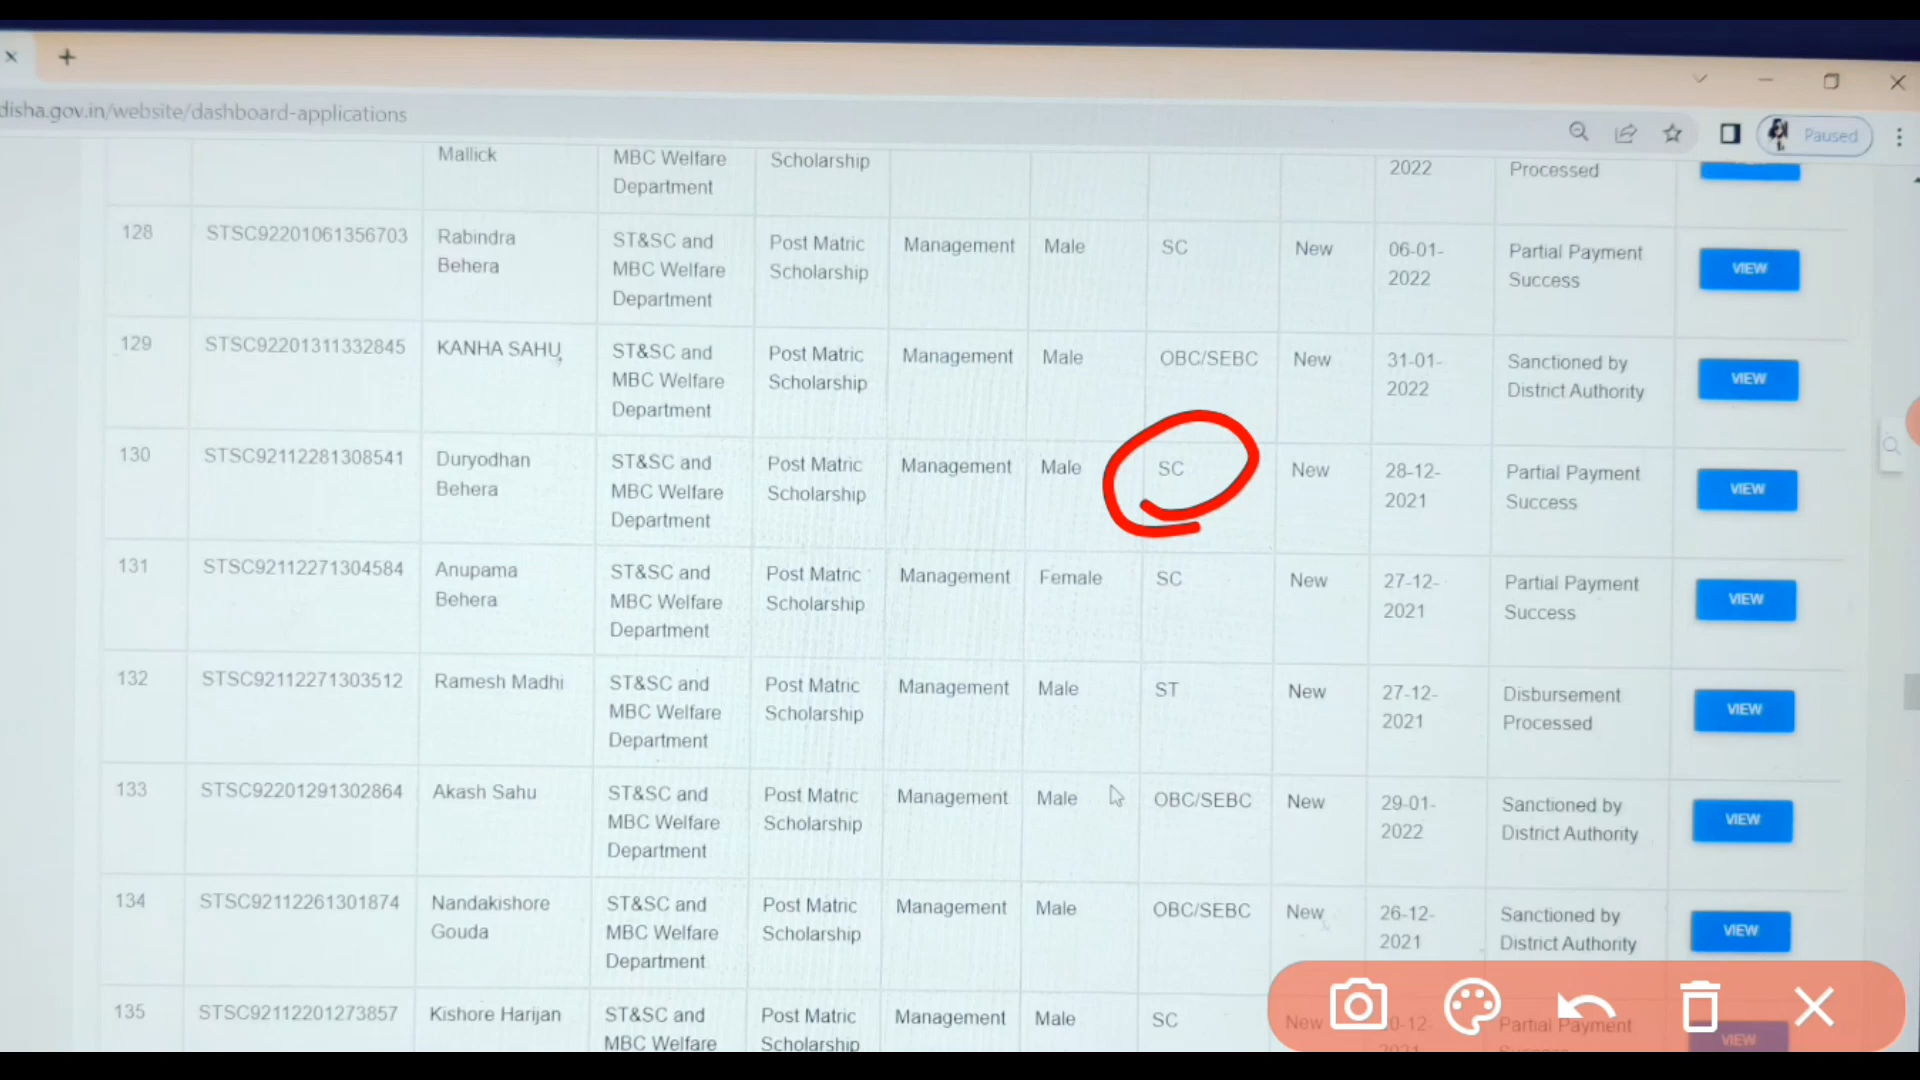 disha.gov.in/website/dashboard-applications
Paused
Mallick MBC Welfare Department Scholarship 2022 Processed
128 STSC92201061356703 Rabindra Behera ST&SC and MBC Welfare Department Post Matric Scholarship Management Male SC New 06-01-2022 Partial Payment Success VIEW
129 STSC92201311332845 KANHA SAHU ST&SC and MBC Welfare Department Post Matric Scholarship Management Male OBC/SEBC New 31-01-2022 Sanctioned by District Authority VIEW
130 STSC92112281308541 Duryodhan Behera ST&SC and MBC Welfare Department Post Matric Scholarship Management Male SC New 28-12-2021 Partial Payment Success VIEW
131 STSC92112271304584 Anupama Behera ST&SC and MBC Welfare Department Post Matric Scholarship Management Female SC New 27-12-2021 Partial Payment Success VIEW
132 STSC92112271303512 Ramesh Madhi ST&SC and MBC Welfare Department Post Matric Scholarship Management Male ST New 27-12-2021 Disbursement Processed VIEW
133 STSC92201291302864 Akash Sahu ST&SC and MBC Welfare Department Post Matric Scholarship Management Male OBC/SEBC New 29-01-2022 Sanctioned by District Authority VIEW
134 STSC92112261301874 Nandakishore Gouda ST&SC and MBC Welfare Department Post Matric Scholarship Management Male OBC/SEBC New 26-12-2021 Sanctioned by District Authority VIEW
135 STSC92112201273857 Kishore Harijan ST&SC and MBC Welfare Post Matric Scholarship Management Male SC New Partial Payment VIEW